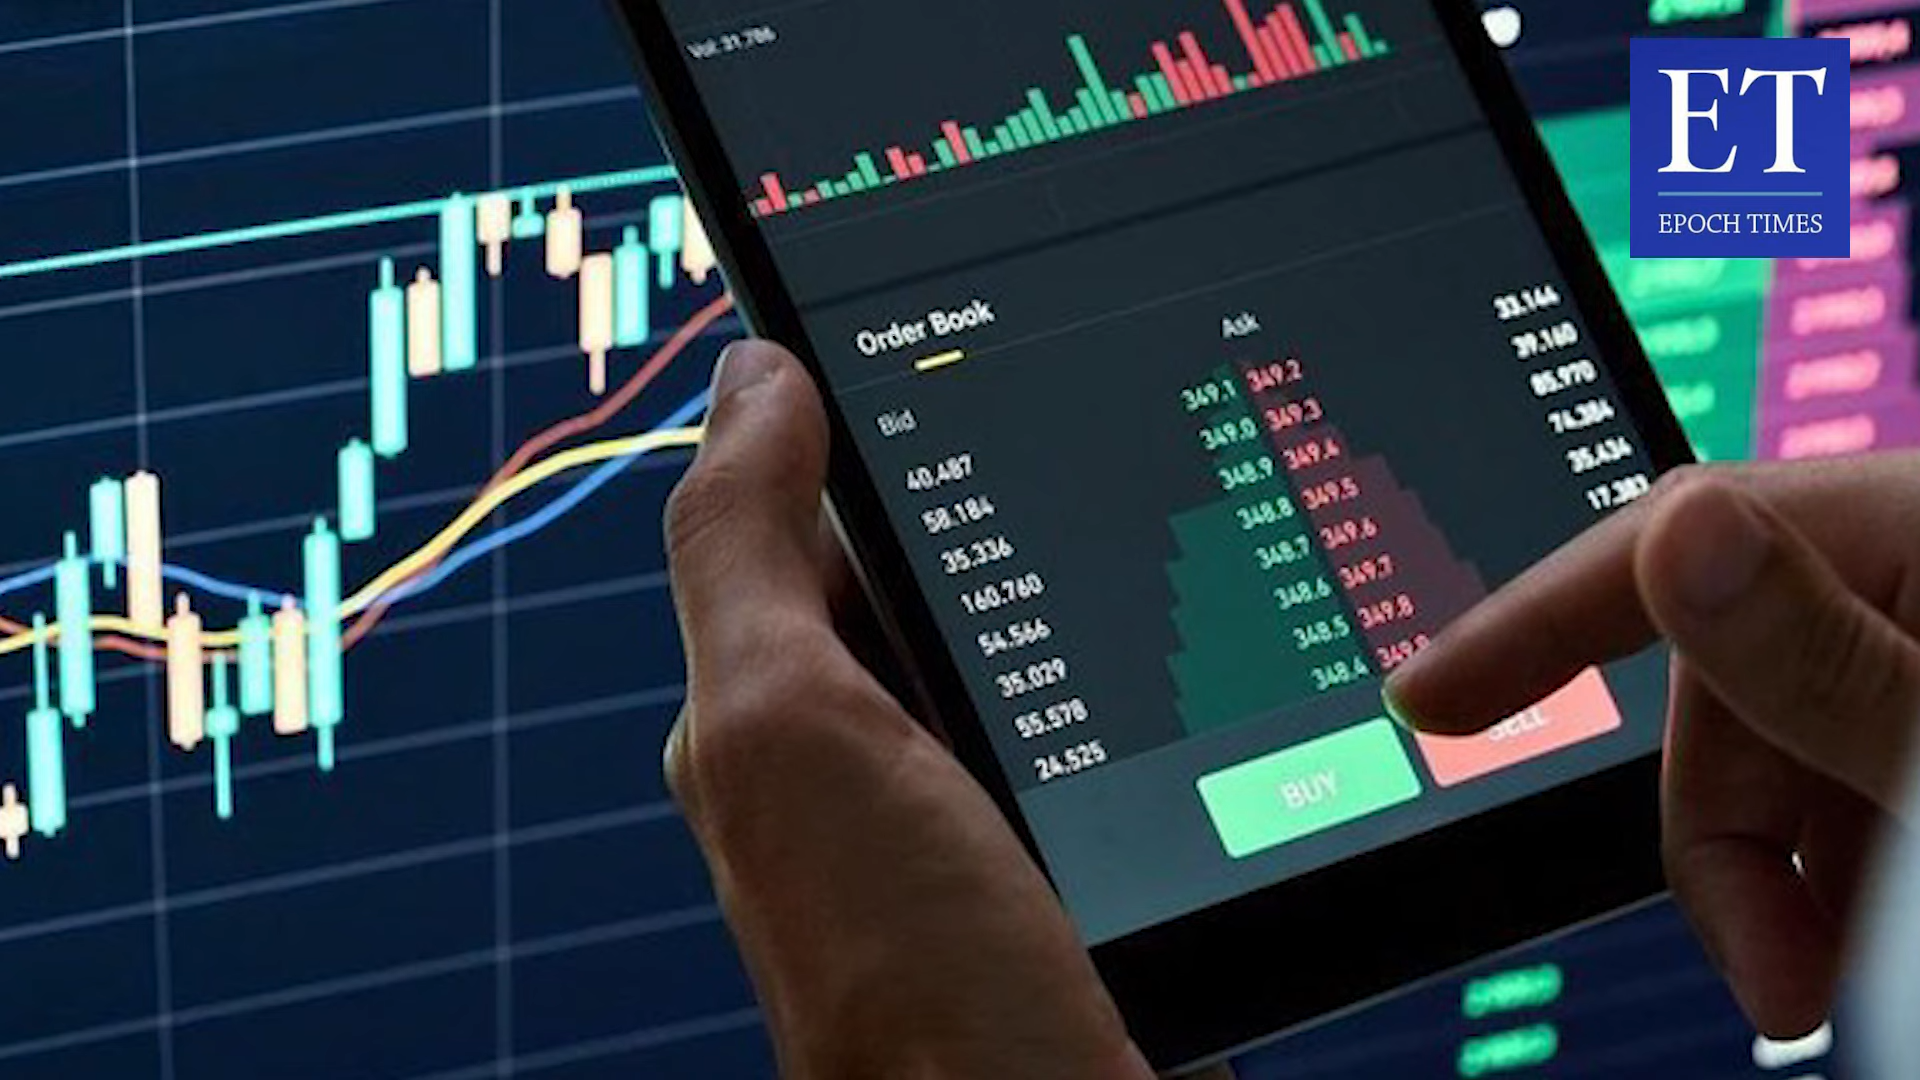 Vol: 31,786
ET
EPOCH TIMES
Order Book
Bid
Ask
40.487 349.1 349.2 33.144
58.184 349.0 349.3 39.160
35.336 348.9 349.4 85.970
160.760 348.8 349.5 74.384
54.566 348.7 349.6 35.434
35.029 348.6 349.7 17.383
55.578 348.5 349.8
24.525 348.4
BUY
SELL